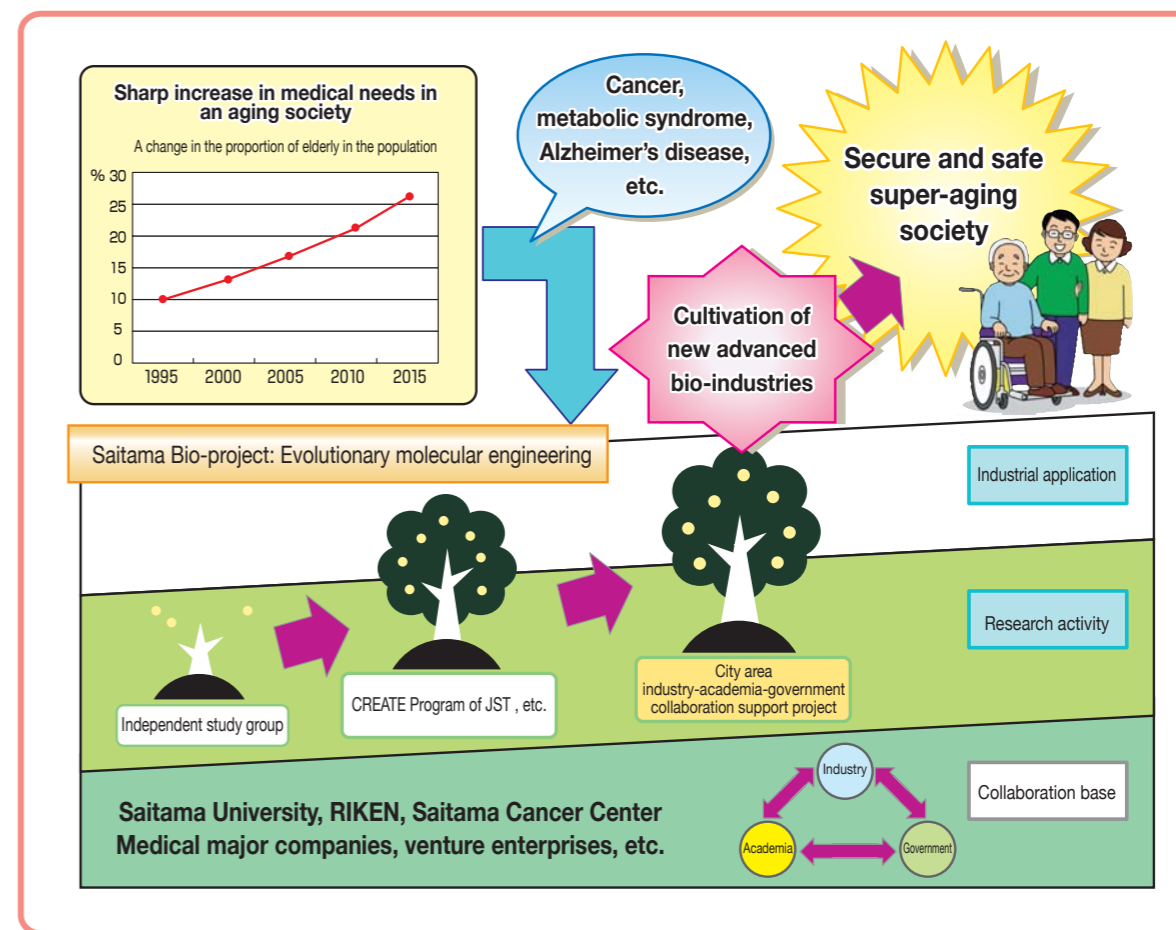 Sharp increase in medical needs in
an aging society
A change in the proportion of elderly in the population
% 30
25
20
15
10
5
0
1995 2000 2005 2010 2015
Cancer,
metabolic syndrome,
Alzheimer's disease,
etc.
Secure and safe
super-aging
society
Cultivation of
new advanced
bio-industries
Saitama Bio-project: Evolutionary molecular engineering
Industrial application
Research activity
Independent study group
CREATE Program of JST , etc.
City area
industry-academia-government
collaboration support project
Saitama University, RIKEN, Saitama Cancer Center
Medical major companies, venture enterprises, etc.
Industry
Academia
Government
Collaboration base